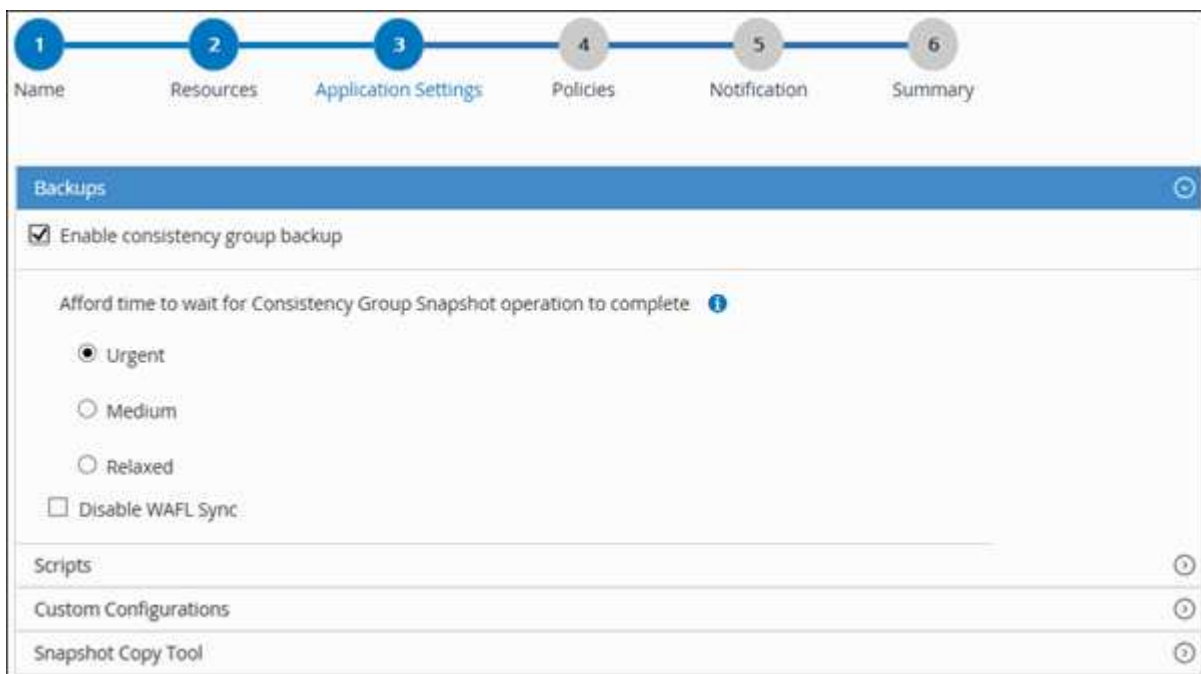 1 2 3 4 5 6
Name Resources Application Settings Policies Notification Summary
Backups
Enable consistency group backup
Afford time to wait for Consistency Group Snapshot operation to complete i
Urgent
Medium
Relaxed
Disable WAFL Sync
Scripts
Custom Configurations
Snapshot Copy Tool